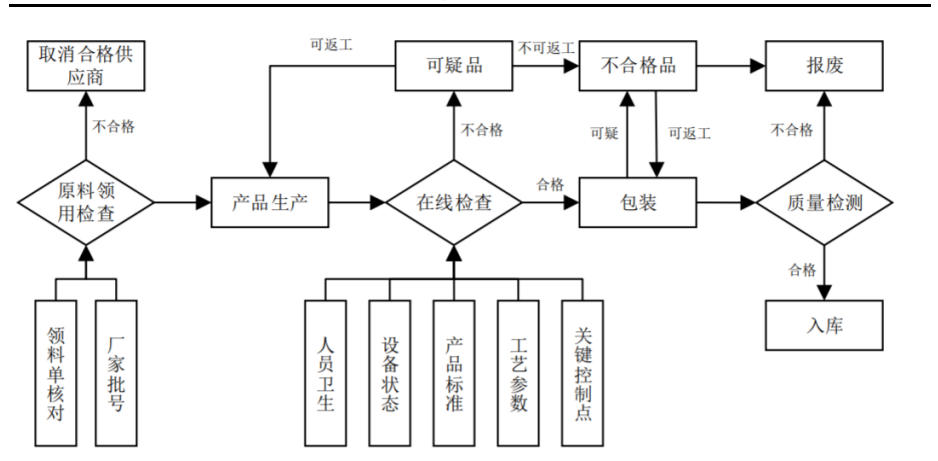 取消合格供
应商
可返工
可疑品
不可返工
不合格品
报废
不合格
不合格
可疑
可返工
不合格
原料领
用检查
产品生产
在线检查
合格
包装
质量检测
合格
入库
领料单核对
厂家批号
人员卫生
设备状态
产品标准
工艺参数
关键控制点